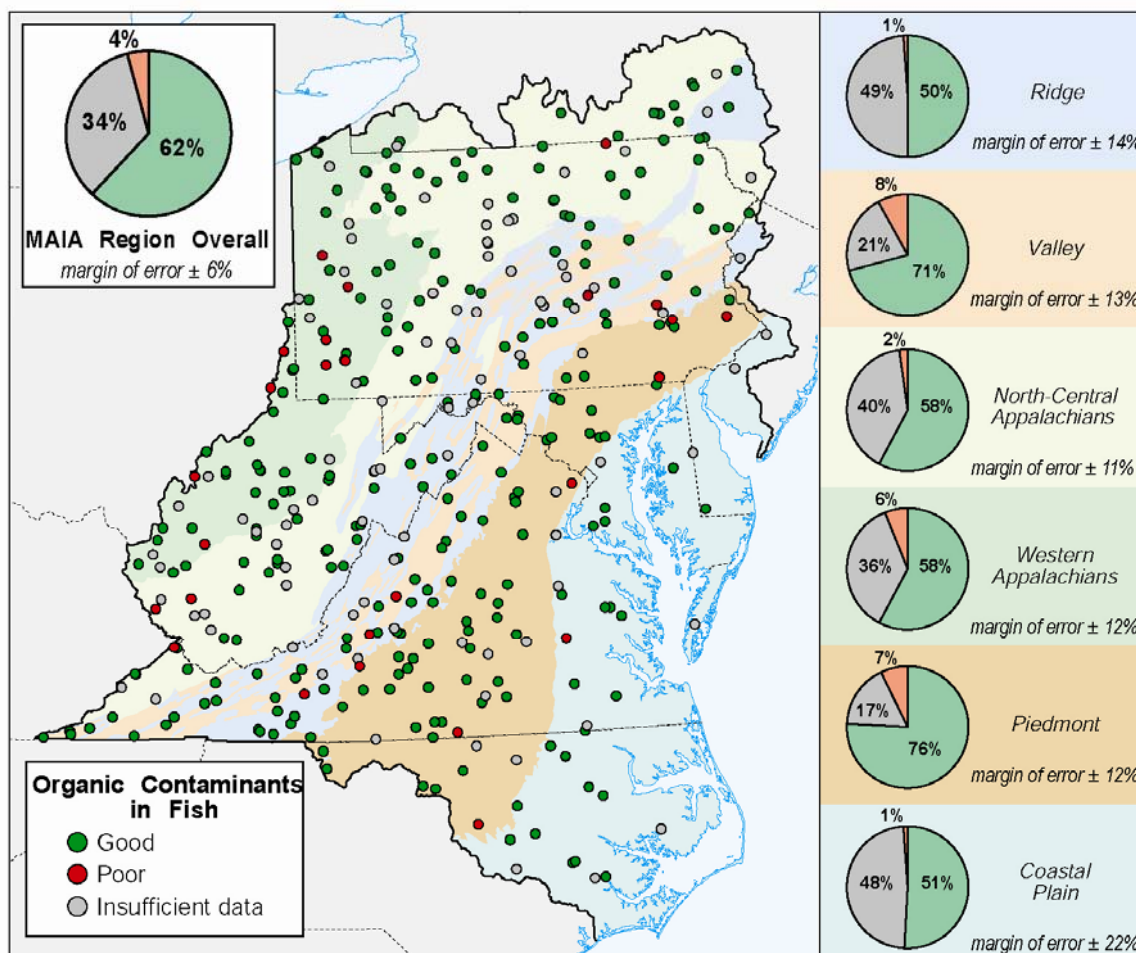 4%
34%
62%
MAIA Region Overall
margin of error ± 6%
Organic Contaminants
in Fish
Good
Poor
Insufficient data
1%
49%
50%
Ridge
margin of error ± 14%
8%
21%
71%
Valley
margin of error ± 13%
2%
40%
58%
North-Central
Appalachians
margin of error ± 11%
6%
36%
58%
Western
Appalachians
margin of error ± 12%
7%
17%
76%
Piedmont
margin of error ± 12%
1%
48%
51%
Coastal
Plain
margin of error ± 22%